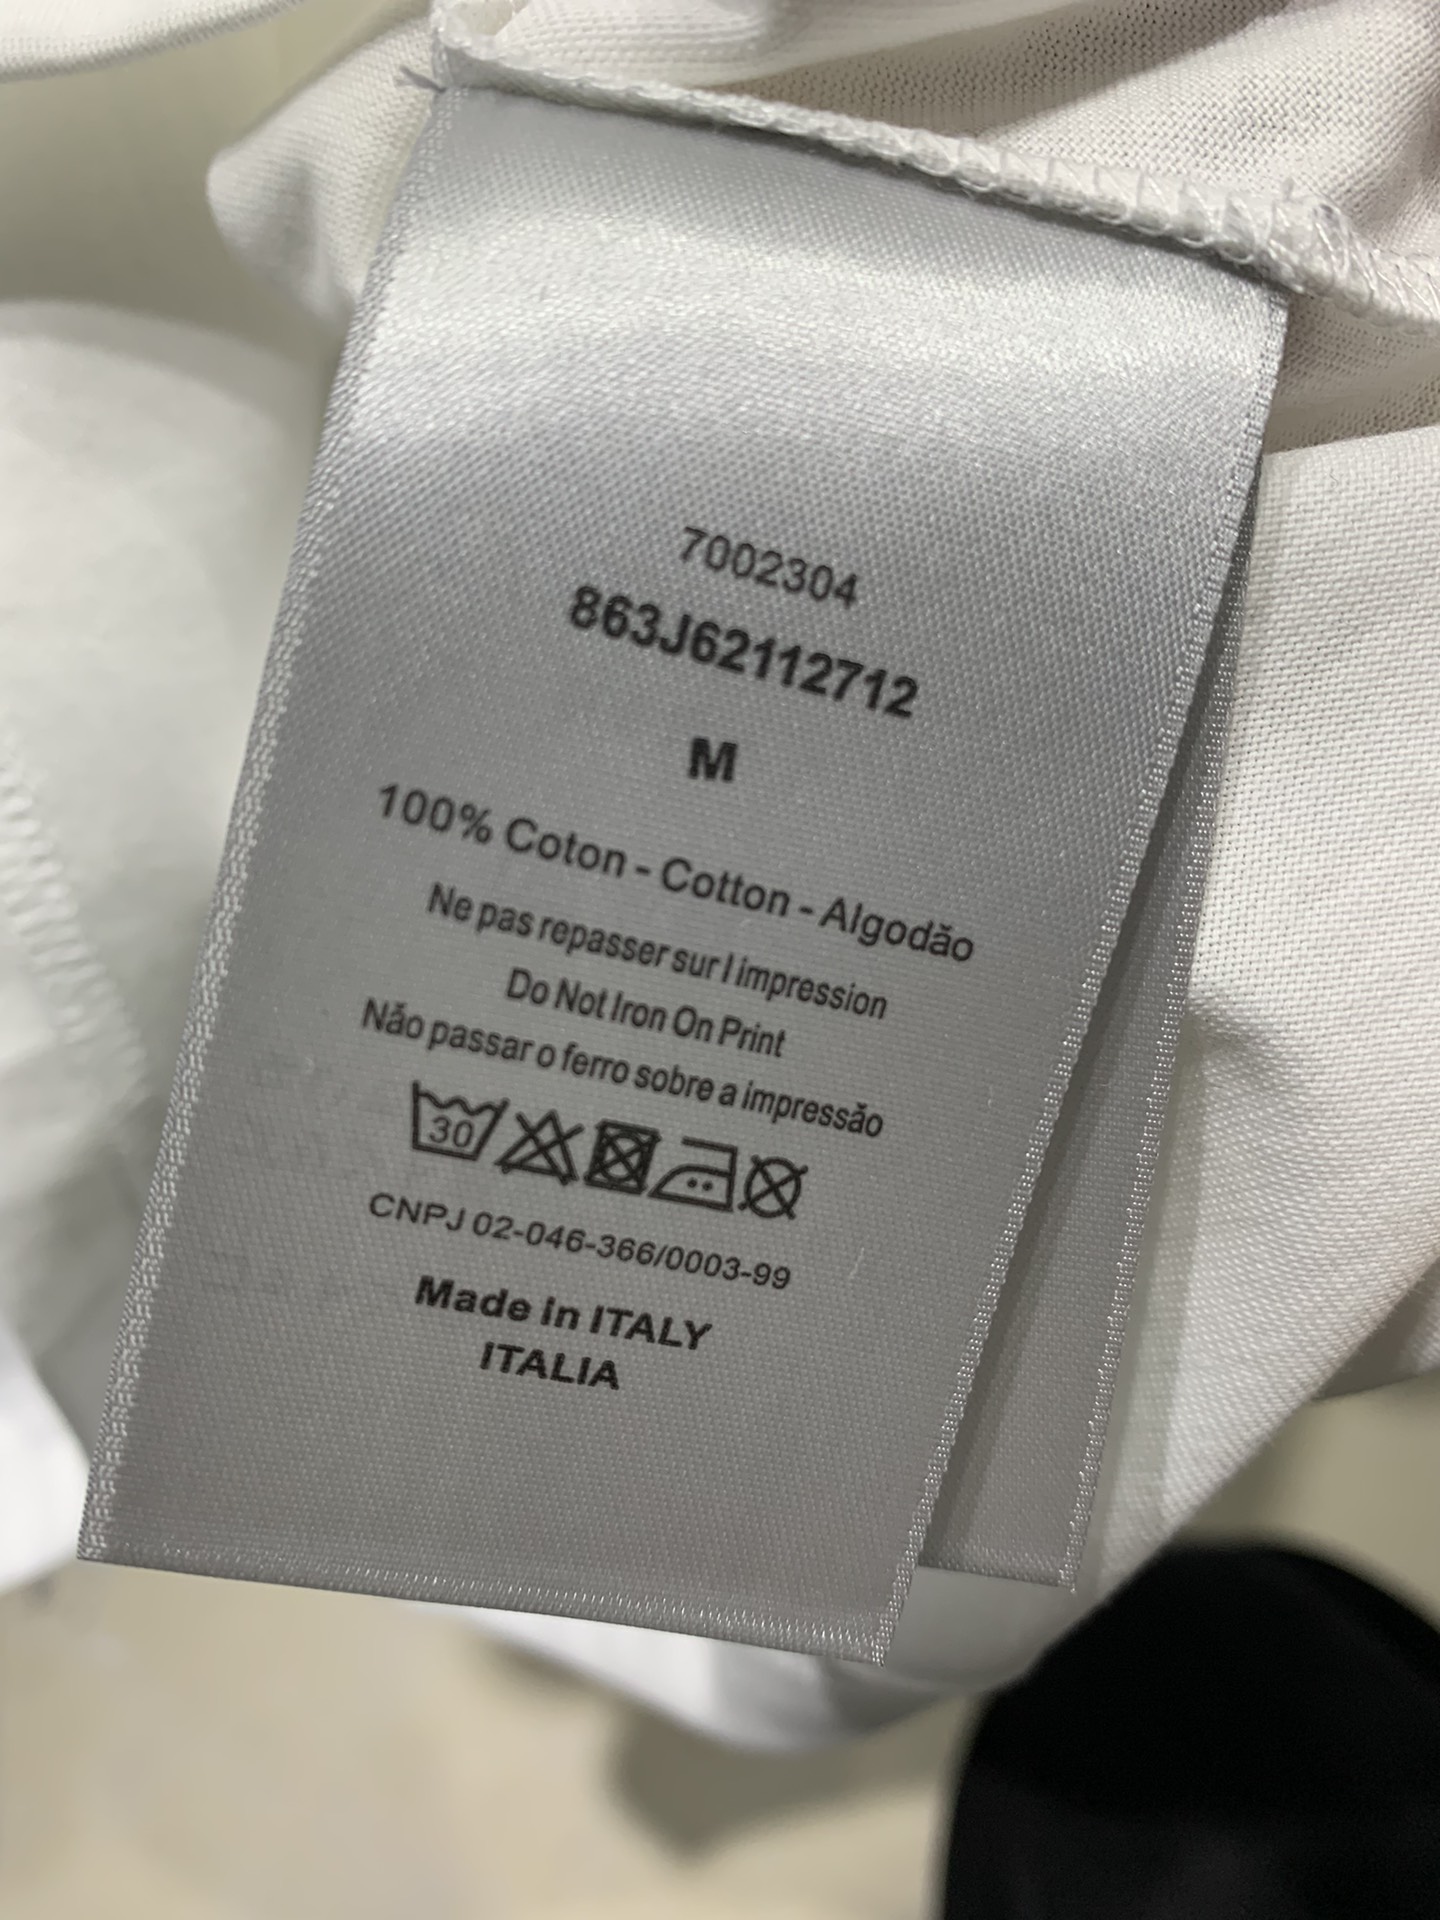 7002304
863J62112712
M
100% Coton - Cotton - Algodão
Ne pas repasser sur l impression
Do Not Iron On Print
Não passar o ferro sobre a impressão
30
CNPJ 02-046-366/0003-99
Made in ITALY
ITALIA